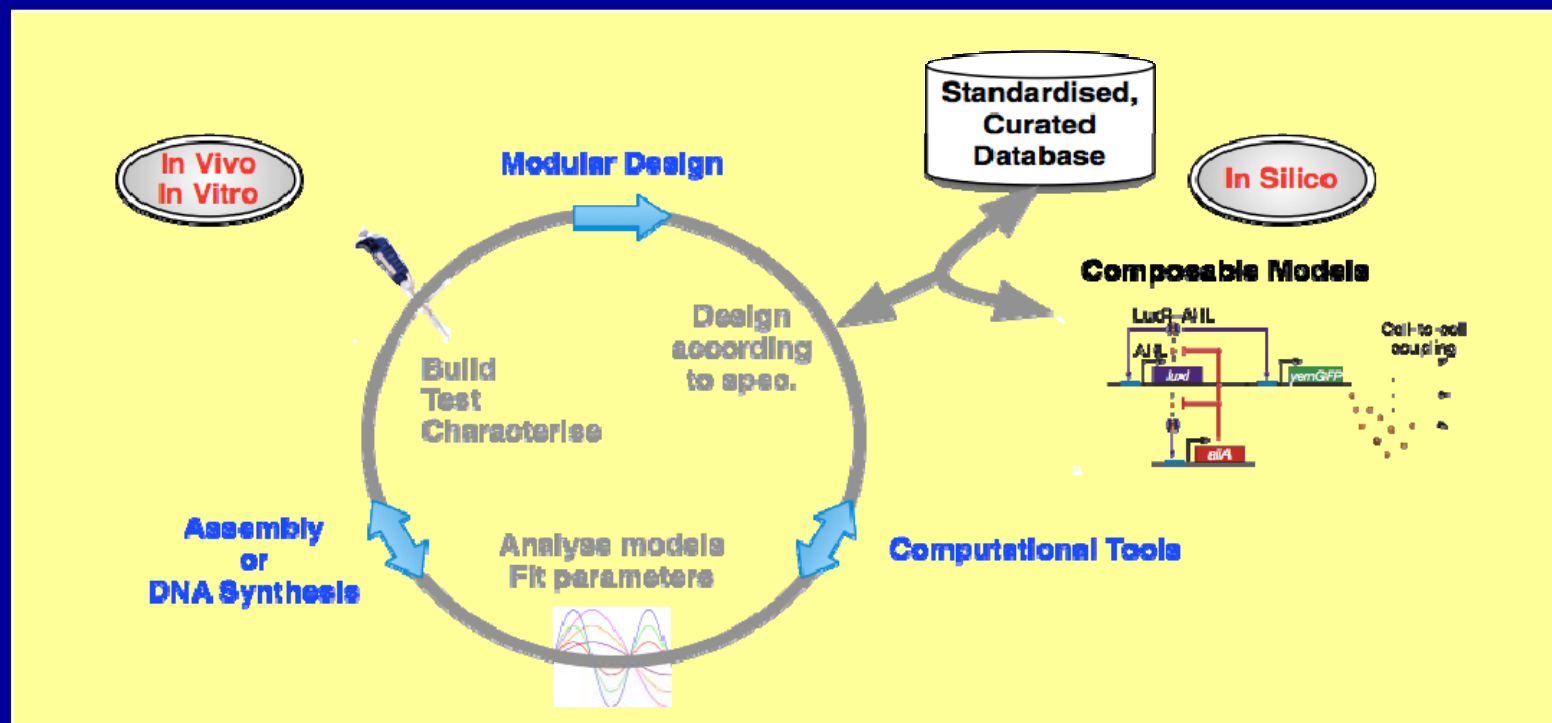 Standardised,
Curated
Database
In Vivo
In Vitro
Modular Design
In Silico
Composable Models
Design
according
to spec.
LuxR-AHL
AHL
luxI
yemGFP
Cell-to-cell
coupling
aiiA
Build
Test
Characterise
Assembly
or
DNA Synthesis
Analyse models
Fit parameters
Computational Tools